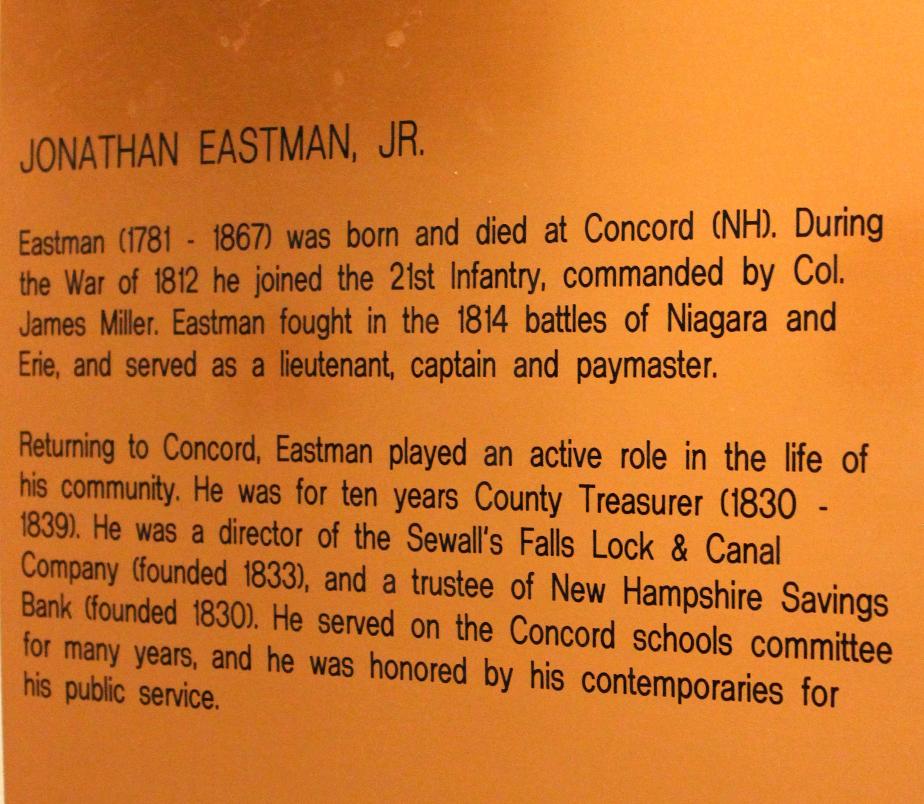 JONATHAN EASTMAN, JR.
Eastman (1781 - 1867) was born and died at Concord (NH). During
the War of 1812 he joined the 21st Infantry, commanded by Col.
James Miller. Eastman fought in the 1814 battles of Niagara and
Erie, and served as a lieutenant, captain and paymaster.
Returning to Concord, Eastman played an active role in the life of
his community. He was for ten years County Treasurer (1830 -
1839). He was a director of the Sewall's Falls Lock & Canal
Company (founded 1833), and a trustee of New Hampshire Savings
Bank (founded 1830). He served on the Concord schools committee
for many years, and he was honored by his contemporaries for
his public service.